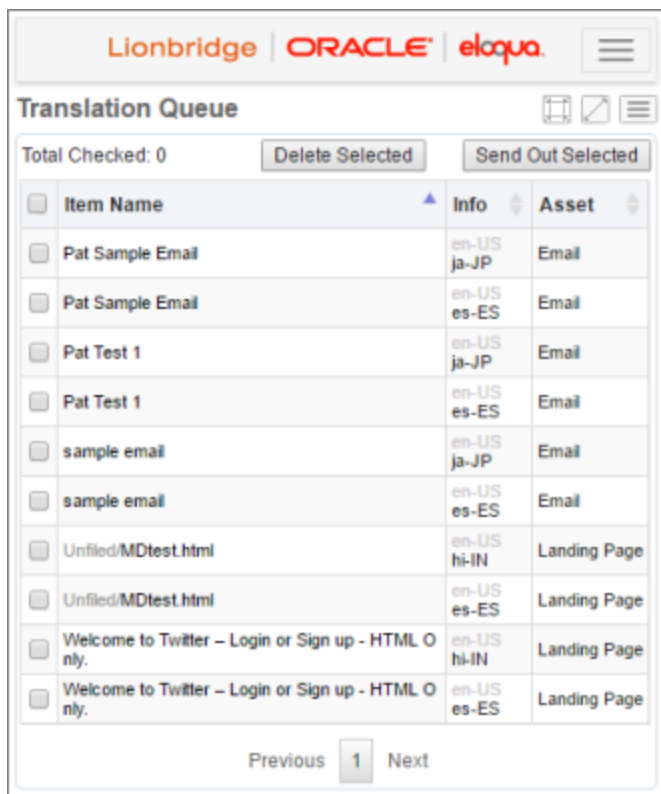 Lionbridge | ORACLE® | eloqua.
Translation Queue
Total Checked: 0 Delete Selected Send Out Selected
Item Name Info Asset
Pat Sample Email en-US Email
ja-JP
Pat Sample Email en-US Email
es-ES
Pat Test 1 en-US Email
ja-JP
Pat Test 1 en-US Email
es-ES
sample email en-US Email
ja-JP
sample email en-US Email
es-ES
Unfiled/MDtest.html en-US Landing Page
hi-IN
Unfiled/MDtest.html en-US Landing Page
es-ES
Welcome to Twitter – Login or Sign up - HTML O en-US Landing Page
nly. hi-IN
Welcome to Twitter – Login or Sign up - HTML O en-US Landing Page
nly. es-ES
Previous 1 Next